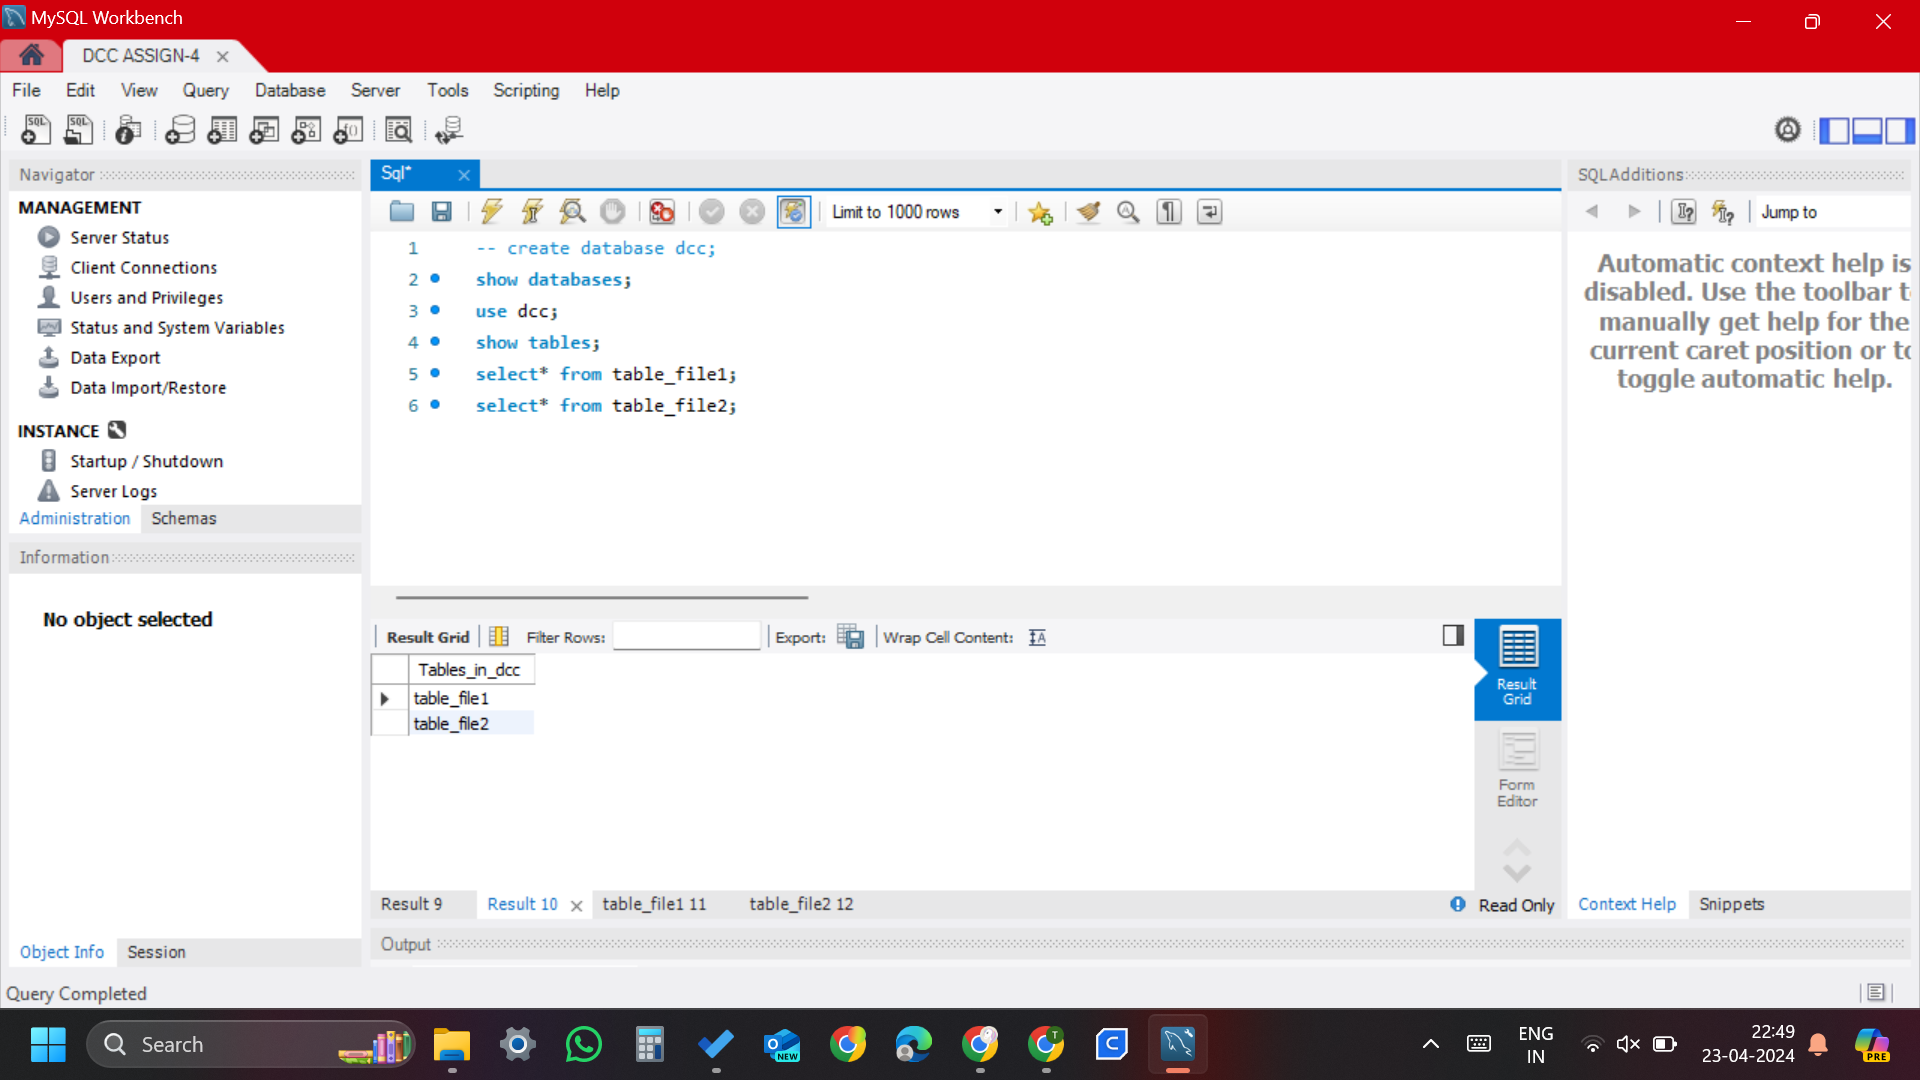 MySQL Workbench
DCC ASSIGN-4
File Edit View Query Database Server Tools Scripting Help
Navigator
MANAGEMENT
Server Status
Client Connections
Users and Privileges
Status and System Variables
Data Export
Data Import/Restore
INSTANCE
Startup / Shutdown
Server Logs
Administration Schemas
Information
No object selected
Object Info Session
Query Completed
Sql*
Limit to 1000 rows
1 -- create database dcc;
2 show databases;
3 use dcc;
4 show tables;
5 select* from table_file1;
6 select* from table_file2;
Result Grid Filter Rows: Export: Wrap Cell Content:
Tables_in_dcc
table_file1
table_file2
Result
Grid
Form
Editor
Result 9 Result 10 table_file1 11 table_file2 12 Read Only
Output
SQLAdditions
Jump to
Automatic context help is
disabled. Use the toolbar t
manually get help for the
current caret position or to
toggle automatic help.
Context Help Snippets
Search
NEW
ENG
IN
22:49
23-04-2024
PRE